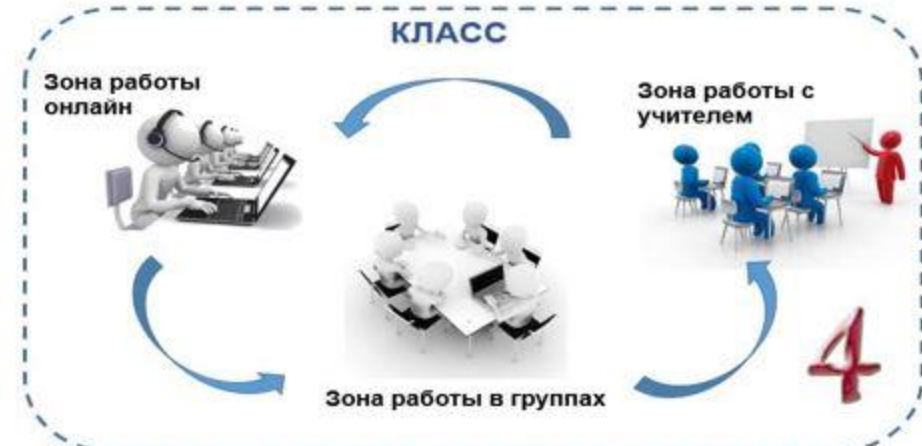 КЛАСС
Зона работы
онлайн
Зона работы с
учителем
Зона работы в группах
4